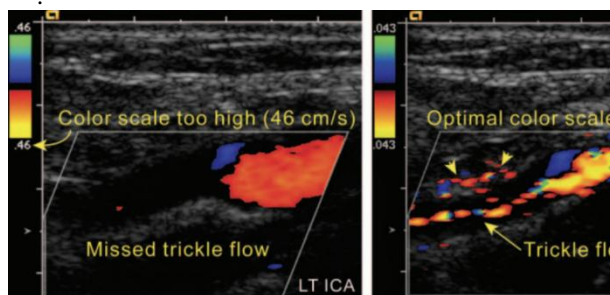 .46
Color scale too high (46 cm/s)
.46
Missed trickle flow
LT ICA
.043
Optimal color scale
.043
Trickle flo